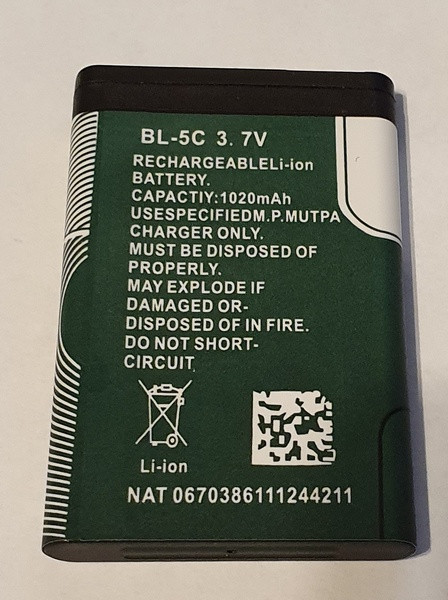 BL-5C 3.7V
RECHARGEABLELi-ion
BATTERY.
CAPACTIY:1020mAh
USESPECIFIEDM.P.MUTPA
CHARGER ONLY.
MUST BE DISPOSED OF
PROPERLY.
MAY EXPLODE IF
DAMAGED OR-
DISPOSED OF IN FIRE.
DO NOT SHORT-
CIRCUIT
Li-ion
NAT 0670386111244211